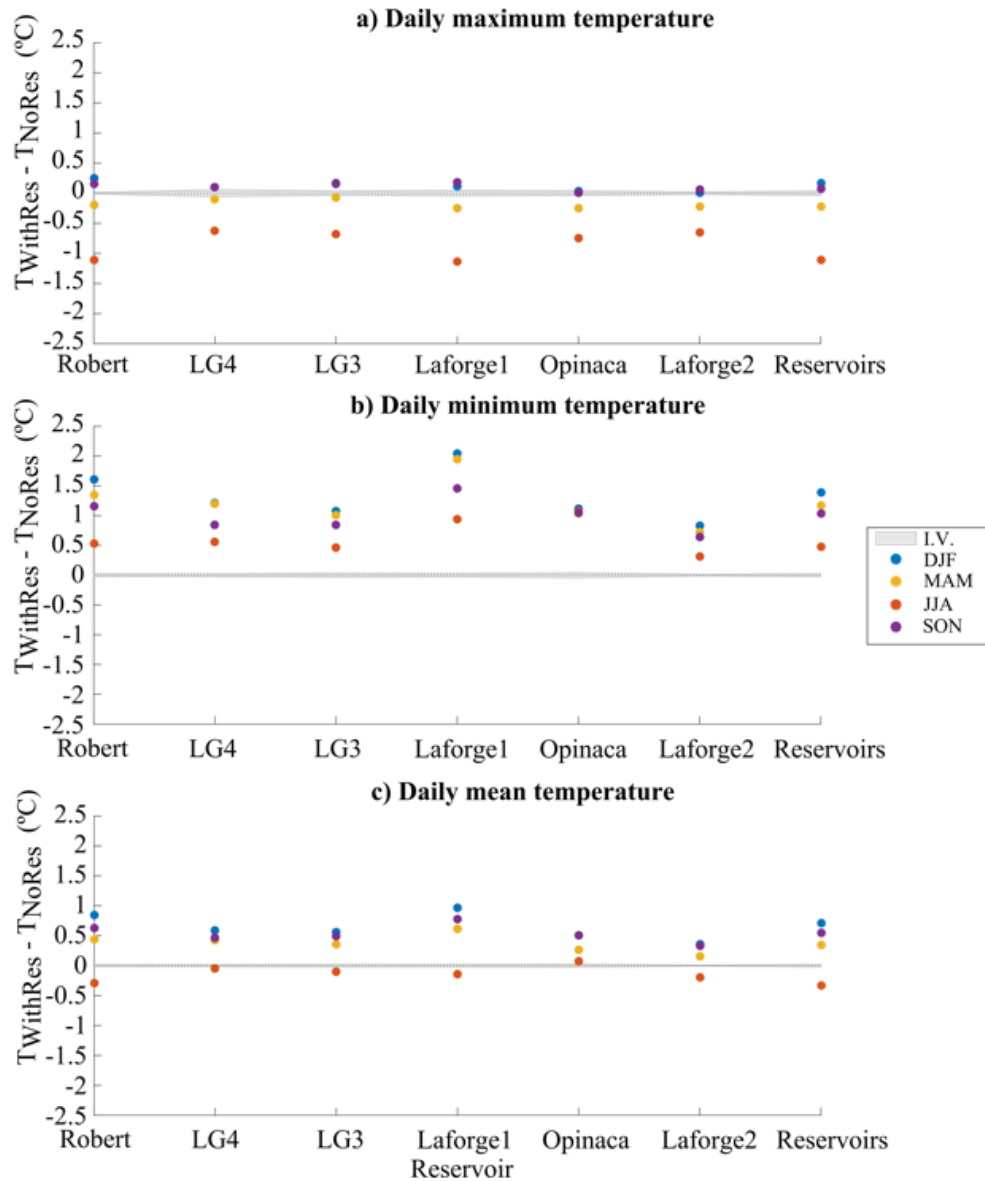 a) Daily maximum temperature
TWithRes - TNoRes (ºC)
2.5
2
1.5
1
0.5
0
-0.5
-1
-1.5
-2
-2.5
Robert LG4 LG3 Laforge1 Opinaca Laforge2 Reservoirs
b) Daily minimum temperature
TWithRes - TNoRes (ºC)
2.5
2
1.5
1
0.5
0
-0.5
-1
-1.5
-2
-2.5
Robert LG4 LG3 Laforge1 Opinaca Laforge2 Reservoirs
I.V.
DJF
MAM
JJA
SON
c) Daily mean temperature
TWithRes - TNoRes (ºC)
2.5
2
1.5
1
0.5
0
-0.5
-1
-1.5
-2
-2.5
Robert LG4 LG3 Laforge1 Opinaca Laforge2 Reservoirs
Reservoir